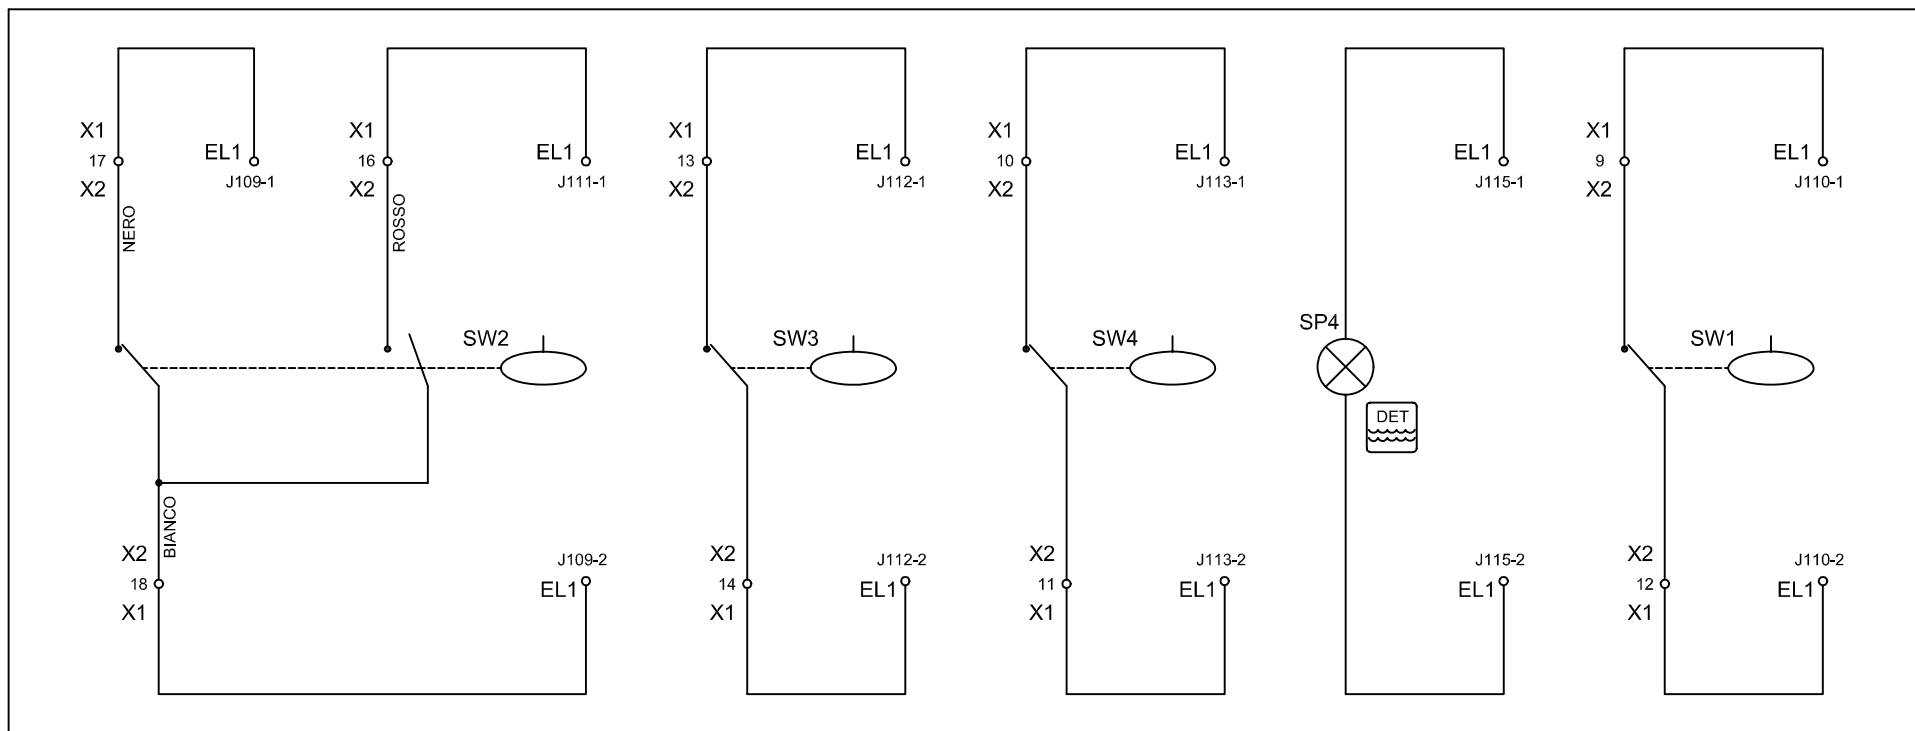 X1
17
X2
NERO
EL1
J109-1
X1
16
X2
ROSSO
EL1
J111-1
X1
13
X2
EL1
J112-1
X1
10
X2
EL1
J113-1
EL1
J115-1
X1
9
X2
EL1
J110-1
SW2
SW3
SW4
SP4
DET
SW1
BIANCO
X2
18
X1
J109-2
EL1
X2
14
X1
J112-2
EL1
X2
11
X1
J113-2
EL1
J115-2
EL1
X2
12
X1
J110-2
EL1